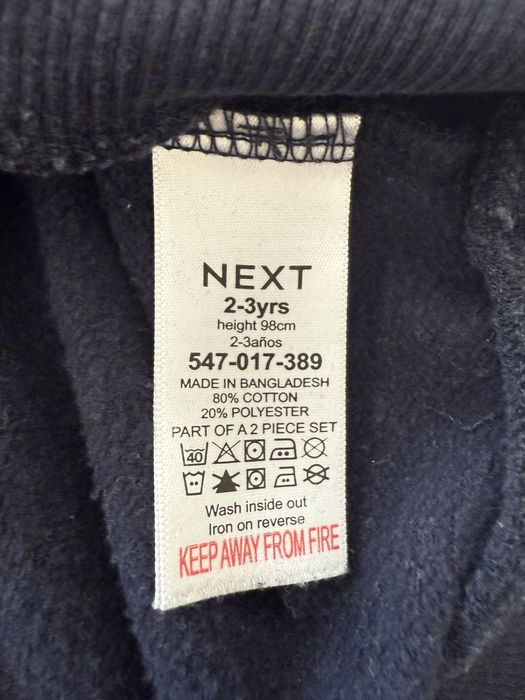 NEXT
2-3yrs
height 98cm
2-3años
547-017-389
MADE IN BANGLADESH
80% COTTON
20% POLYESTER
PART OF A 2 PIECE SET
40
Wash inside out
Iron on reverse
KEEP AWAY FROM FIRE